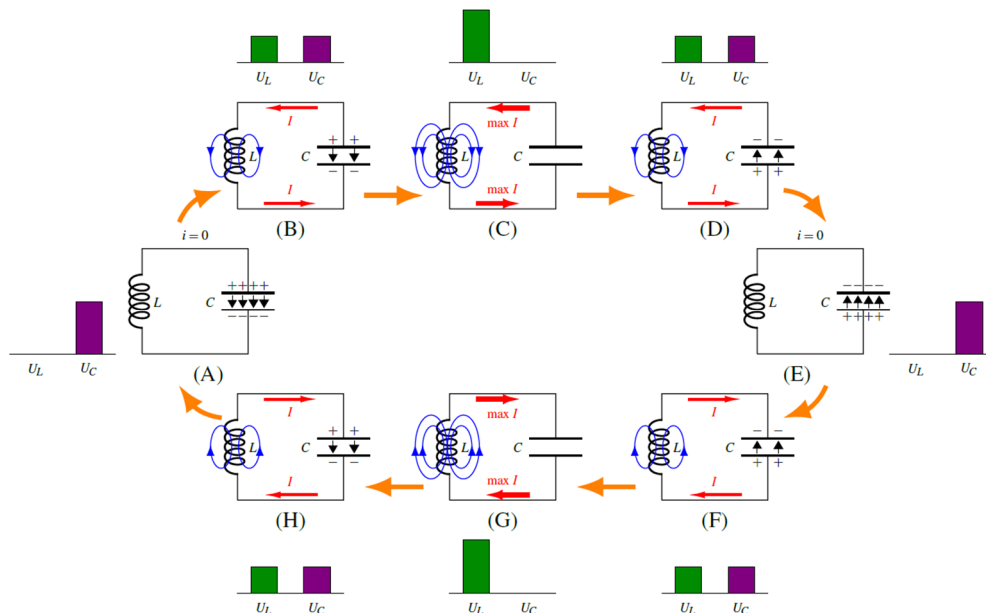 U_L U_C
U_L U_C
U_L U_C
I
L
C
+ +
− −
I
(B)
max I
L
C
max I
(C)
I
L
C
− −
+ +
I
(D)
i = 0
L
C
++++
−−−−
(A)
U_L U_C
i = 0
L
C
−−−−
++++
(E)
U_L U_C
I
L
C
+ +
− −
I
(H)
max I
L
C
max I
(G)
I
L
C
− −
+ +
I
(F)
U_L U_C
U_L U_C
U_L U_C